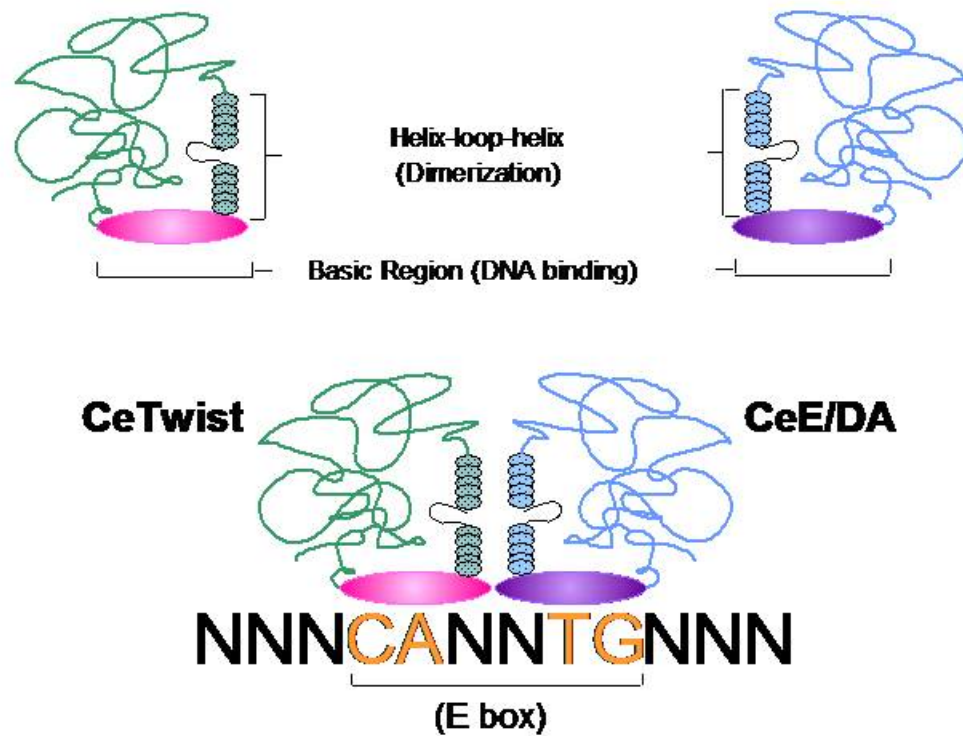 Helix-loop-helix
(Dimerization)
Basic Region (DNA binding)
CeTwist
CeE/DA
NNNCANNTGNNN
(E box)